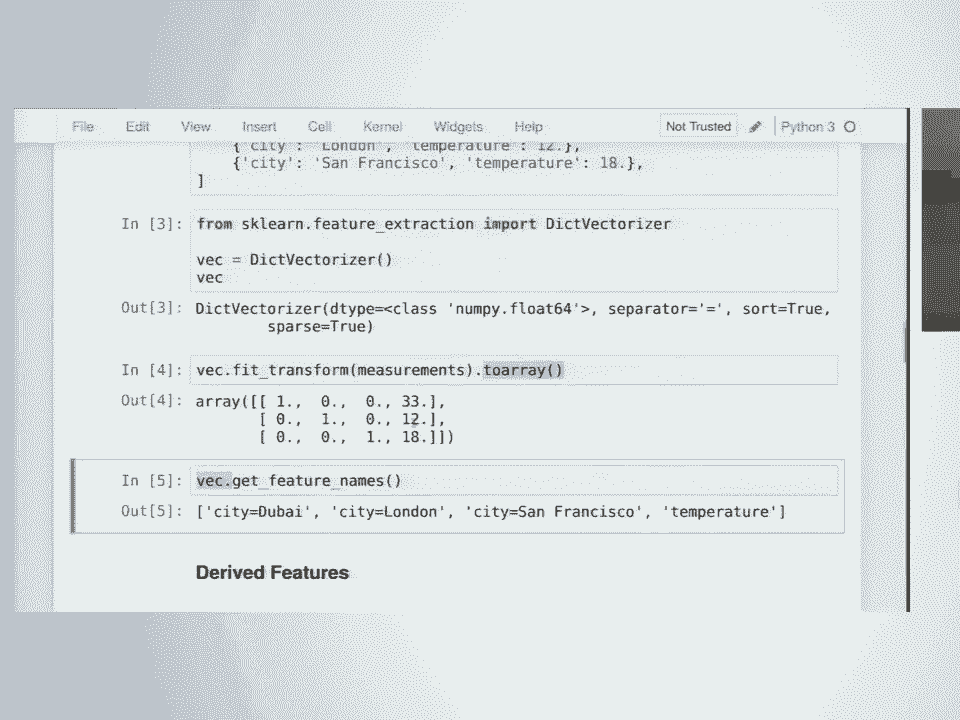 File Edit View Insert Cell Kernel Widgets Help Not Trusted Python 3
{'city': 'London', 'temperature': 12.},
{'city': 'San Francisco', 'temperature': 18.},
]
In [3]: from sklearn.feature_extraction import DictVectorizer
vec = DictVectorizer()
vec
Out[3]: DictVectorizer(dtype=<class 'numpy.float64'>, separator='=', sort=True,
sparse=True)
In [4]: vec.fit_transform(measurements).toarray()
Out[4]: array([[ 1., 0., 0., 33.],
[ 0., 1., 0., 12.],
[ 0., 0., 1., 18.]])
In [5]: vec.get_feature_names()
Out[5]: ['city=Dubai', 'city=London', 'city=San Francisco', 'temperature']
Derived Features